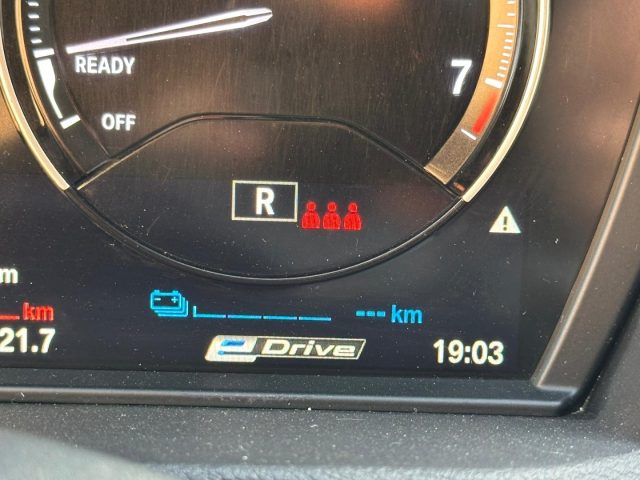 READY
7
OFF
R
m
km
--- km
21.7
eDrive
19:03